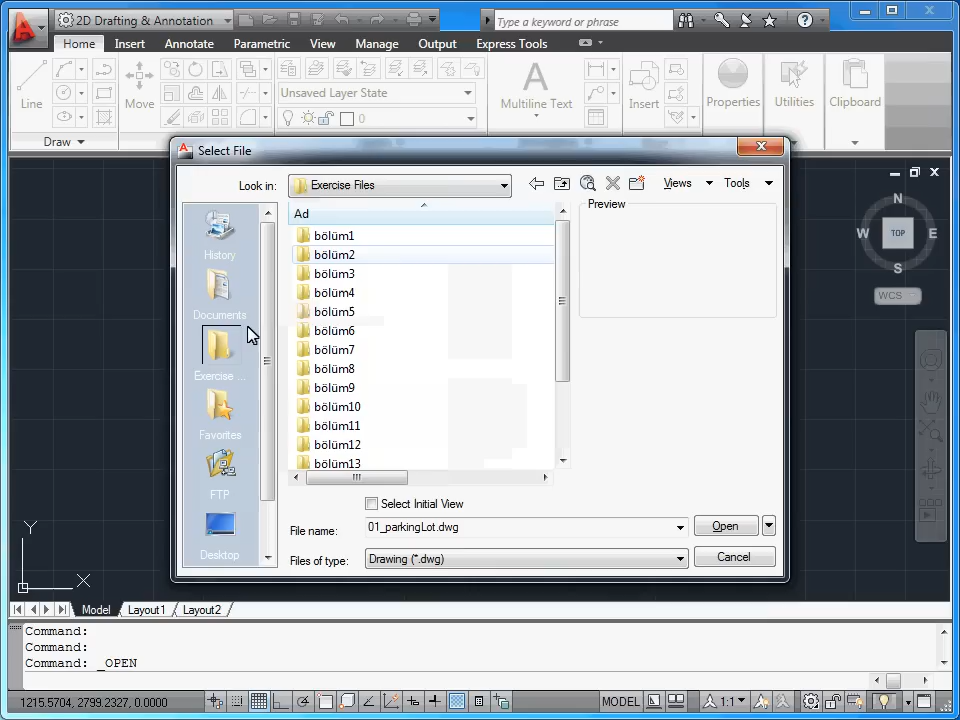 2D Drafting & Annotation
Type a keyword or phrase
Home Insert Annotate Parametric View Manage Output Express Tools
Line
Move
Unsaved Layer State
0
Multiline Text
Insert
Properties
Utilities
Clipboard
Draw
Select File
Look in:
Exercise Files
Views
Tools
Ad
Preview
bölüm1
bölüm2
bölüm3
bölüm4
bölüm5
bölüm6
bölüm7
bölüm8
bölüm9
bölüm10
bölüm11
bölüm12
bölüm13
History
Documents
Exercise ...
Favorites
FTP
Desktop
Select Initial View
File name:
01_parkingLot.dwg
Open
Files of type:
Drawing (*.dwg)
Cancel
N
W
TOP
E
S
WCS
Y
X
Model Layout1 Layout2
Command:
Command:
Command: _OPEN
1215.5704, 2799.2327, 0.0000
MODEL
1:1